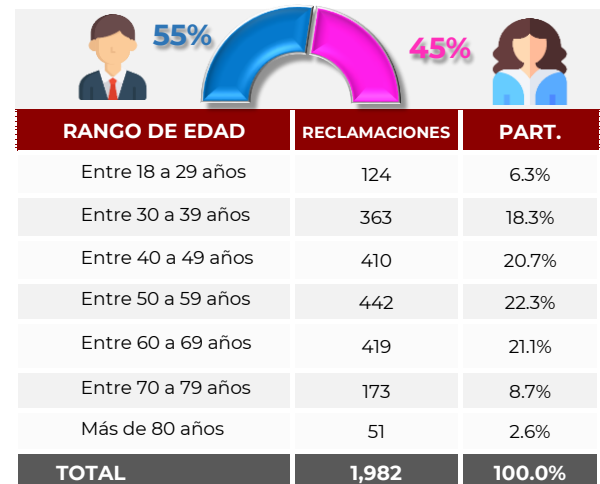 55%
45%
RANGO DE EDAD RECLAMACIONES PART.
Entre 18 a 29 años 124 6.3%
Entre 30 a 39 años 363 18.3%
Entre 40 a 49 años 410 20.7%
Entre 50 a 59 años 442 22.3%
Entre 60 a 69 años 419 21.1%
Entre 70 a 79 años 173 8.7%
Más de 80 años 51 2.6%
TOTAL 1,982 100.0%